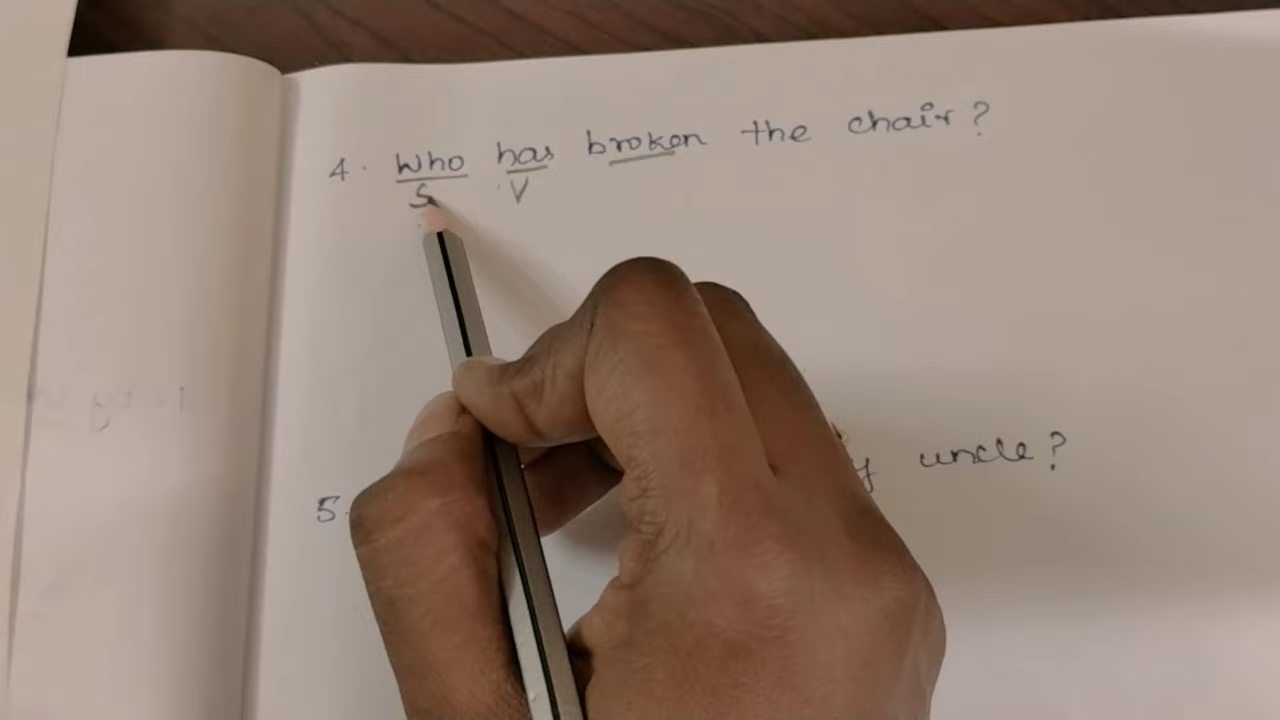 4. Who has broken the chair?
S V
5. uncle?